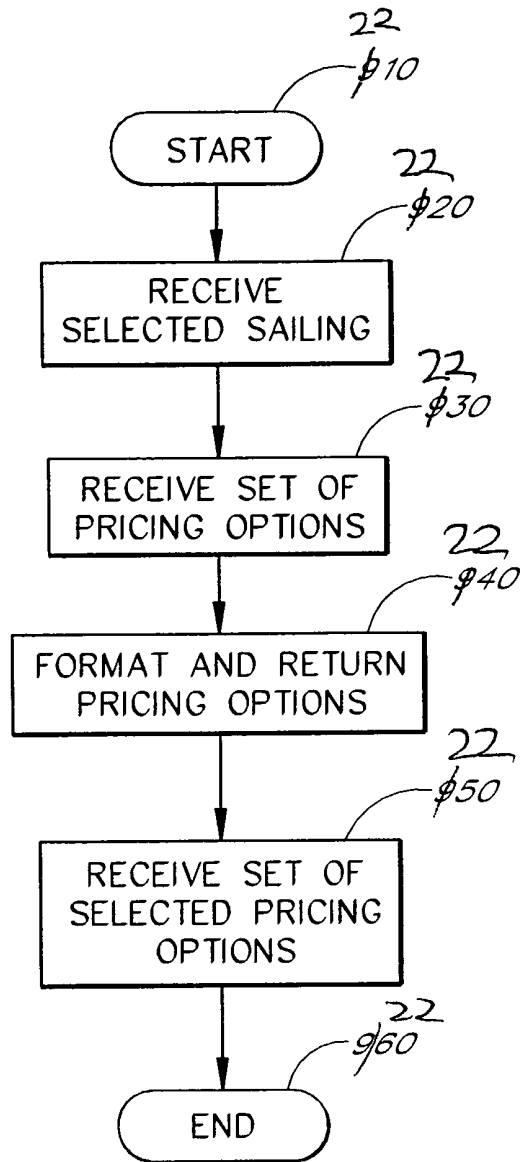 22
910
START
22
920
RECEIVE
SELECTED SAILING
22
930
RECEIVE SET OF
PRICING OPTIONS
22
940
FORMAT AND RETURN
PRICING OPTIONS
22
950
RECEIVE SET OF
SELECTED PRICING
OPTIONS
22
960
END